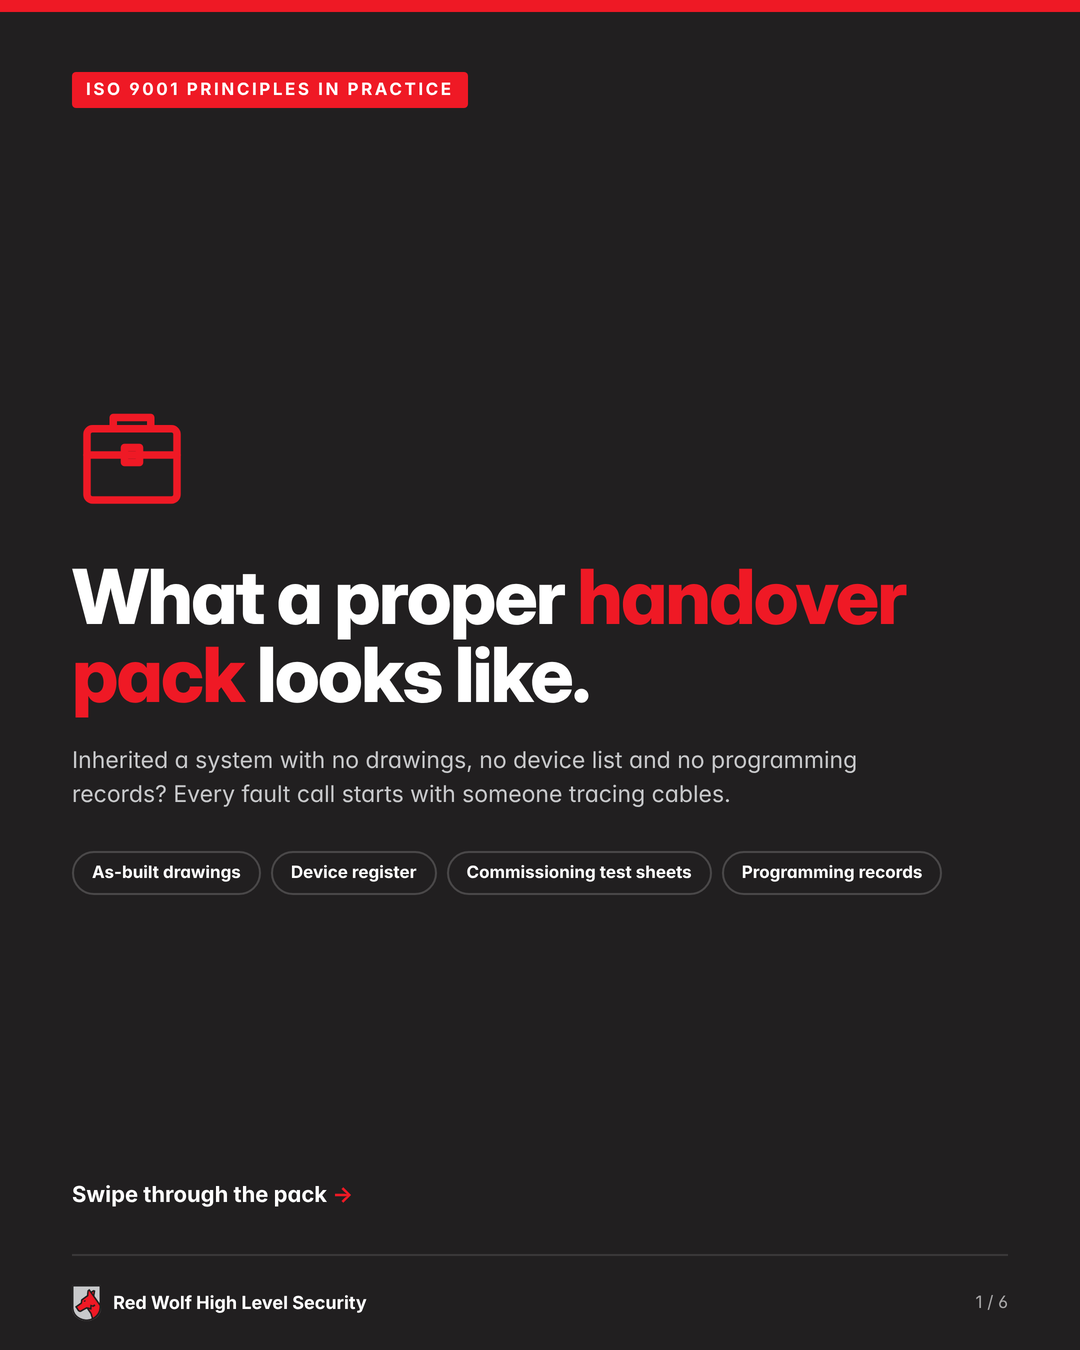 ISO 9001 PRINCIPLES IN PRACTICE
What a proper handover
pack looks like.
Inherited a system with no drawings, no device list and no programming
records? Every fault call starts with someone tracing cables.
As-built drawings
Device register
Commissioning test sheets
Programming records
Swipe through the pack →
Red Wolf High Level Security
1 / 6